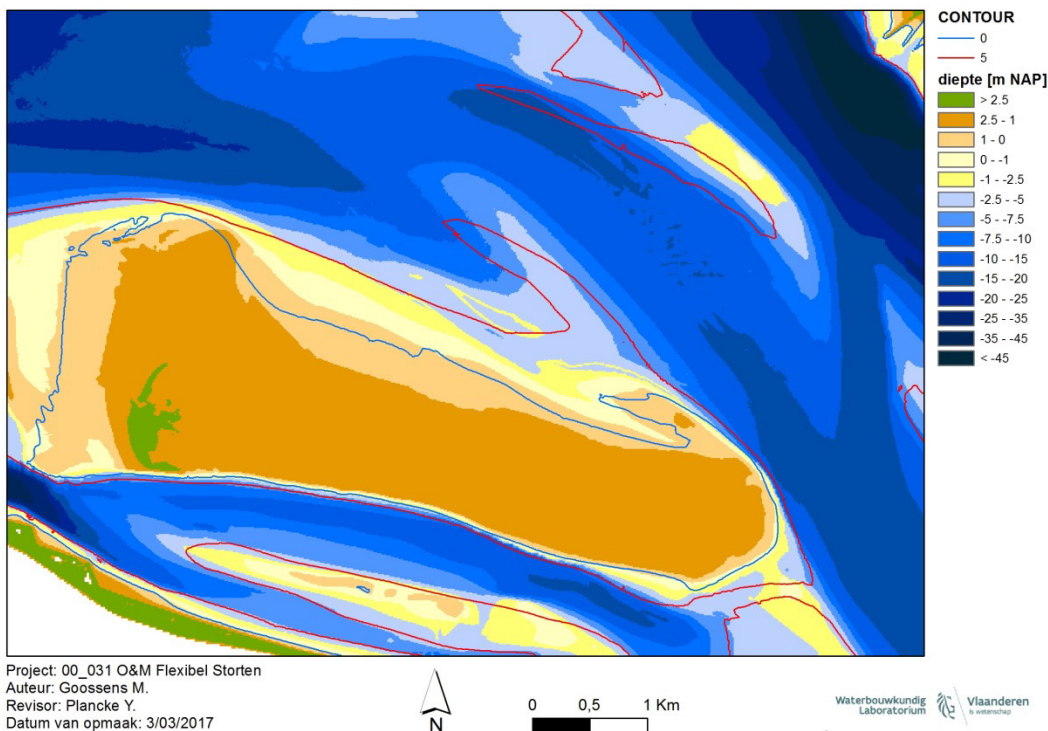 CONTOUR
0
5
diepte [m NAP]
> 2.5
2.5 - 1
1 - 0
0 - -1
-1 - -2.5
-2.5 - -5
-5 - -7.5
-7.5 - -10
-10 - -15
-15 - -20
-20 - -25
-25 - -35
-35 - -45
< -45
Project: 00_031 O&M Flexibel Storten
Auteur: Goossens M.
Revisor: Plancke Y.
Datum van opmaak: 3/03/2017
N
0 0,5 1 Km
Waterbouwkundig
Laboratorium
Vlaanderen
is wetenschap